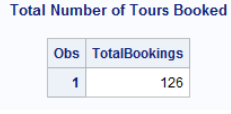 Total Number of Tours Booked
Obs TotalBookings
1 126